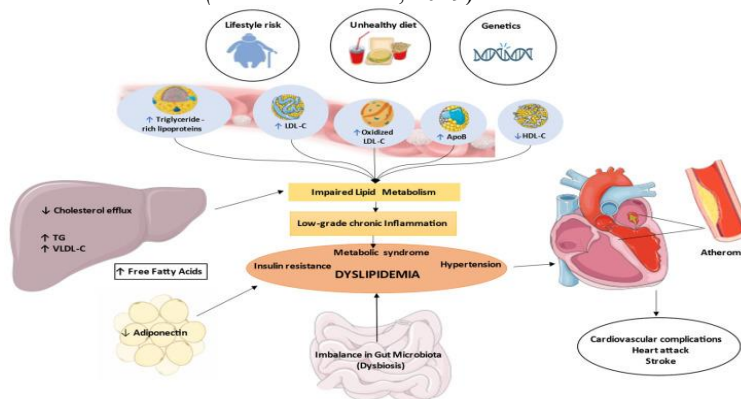 Lifestyle risk
Unhealthy diet
Genetics
↑ Triglyceride-
rich lipoproteins
↑ LDL-C
↑ Oxidized
LDL-C
↑ ApoB
↓ HDL-C
Impaired Lipid Metabolism
↓ Cholesterol efflux
↑ TG
↑ VLDL-C
Low-grade chronic Inflammation
Atherom
Metabolic syndrome
Insulin resistance
Hypertension
DYSLIPIDEMIA
↑ Free Fatty Acids
↓ Adiponectin
Imbalance in Gut Microbiota
(Dysbiosis)
Cardiovascular complications
Heart attack
Stroke